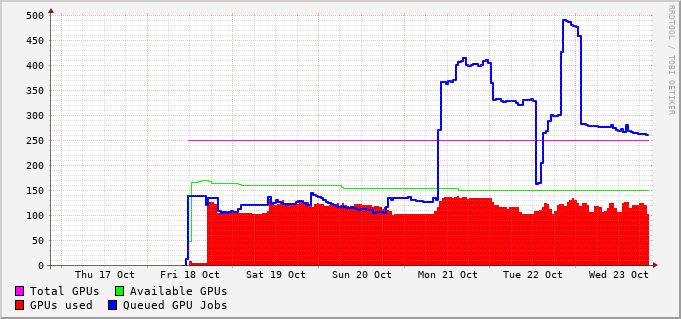 500
450
400
350
300
250
200
150
100
50
0
Thu 17 Oct Fri 18 Oct Sat 19 Oct Sun 20 Oct Mon 21 Oct Tue 22 Oct Wed 23 Oct
Total GPUs Available GPUs
GPUs used Queued GPU Jobs
RRDTOOL / TOBI OETIKER